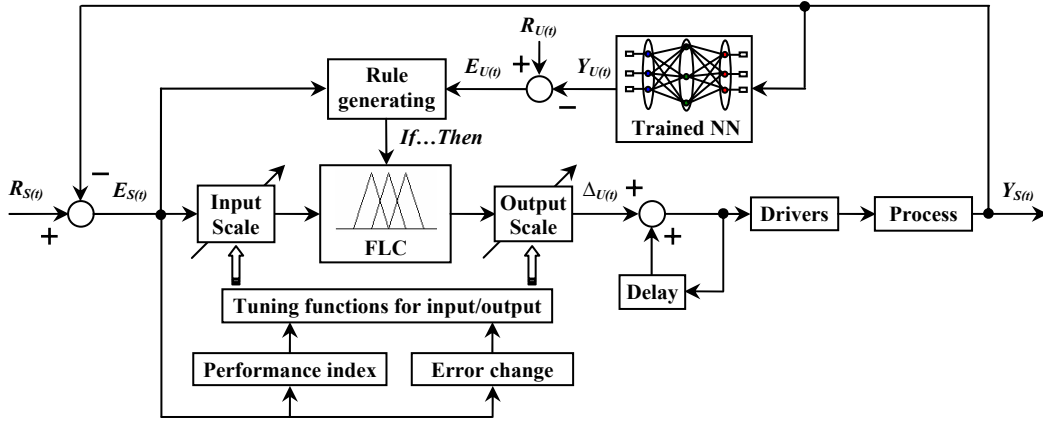 R_U(t)
+
E_U(t)
Y_U(t)
−
Rule
generating
Trained NN
If…Then
R_S(t)
−
+
E_S(t)
Input
Scale
FLC
Output
Scale
Δ_U(t)
+
+
Drivers
Process
Y_S(t)
Delay
Tuning functions for input/output
Performance index
Error change